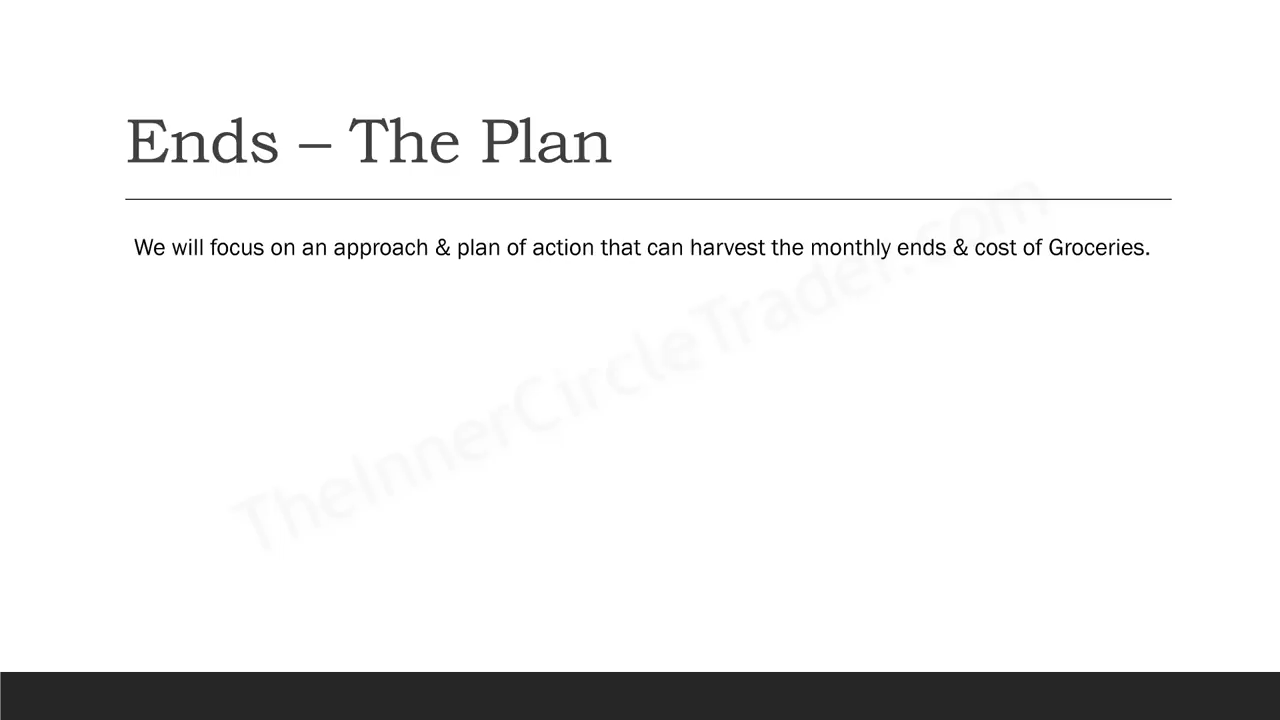 Ends – The Plan
We will focus on an approach & plan of action that can harvest the monthly ends & cost of Groceries.
TheInnerCircleTrader.com